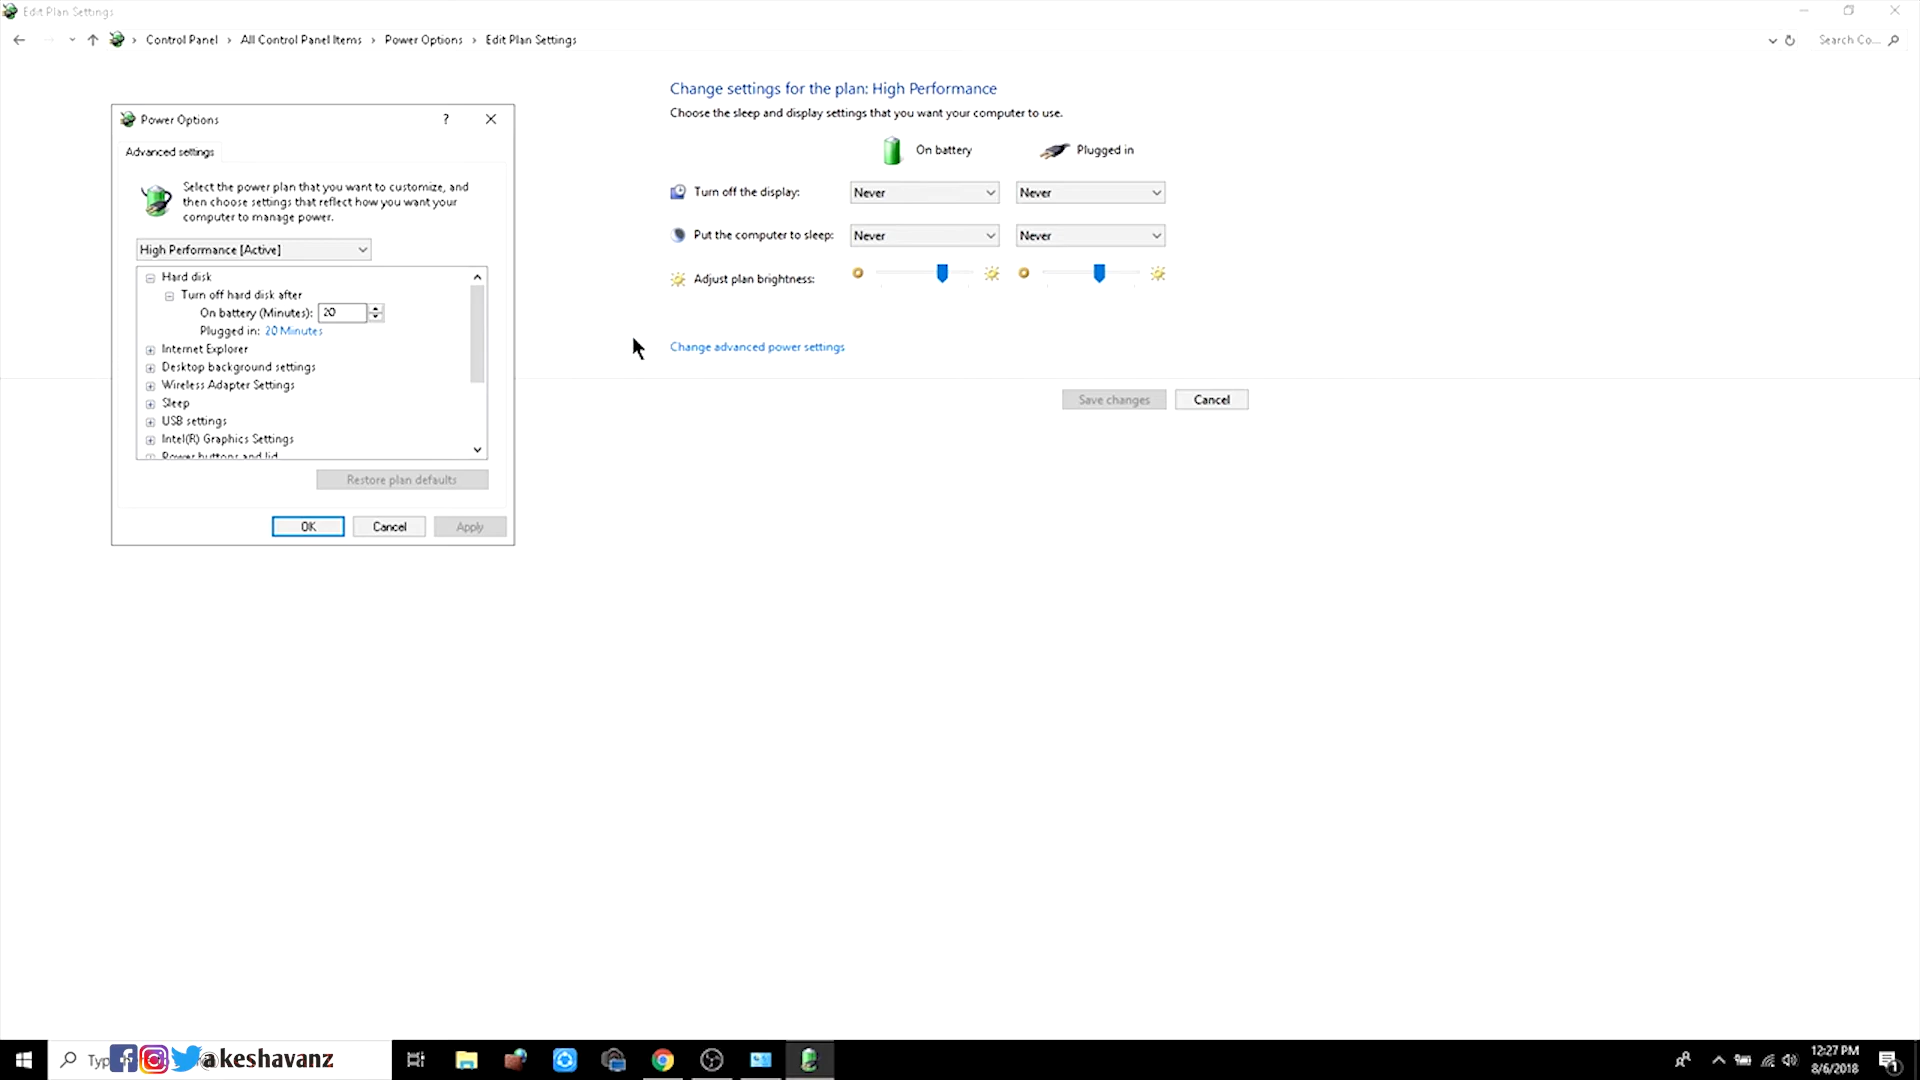 Edit Plan Settings
Control Panel › All Control Panel Items › Power Options › Edit Plan Settings
Search Co...
Change settings for the plan: High Performance
Choose the sleep and display settings that you want your computer to use.
On battery
Plugged in
Turn off the display:
Never
Never
Put the computer to sleep:
Never
Never
Adjust plan brightness:
Change advanced power settings
Save changes
Cancel
Power Options
?
Advanced settings
Select the power plan that you want to customize, and
then choose settings that reflect how you want your
computer to manage power.
High Performance [Active]
Hard disk
Turn off hard disk after
On battery (Minutes): 20
Plugged in: 20 Minutes
Internet Explorer
Desktop background settings
Wireless Adapter Settings
Sleep
USB settings
Intel(R) Graphics Settings
Power buttons and lid
Restore plan defaults
OK
Cancel
Apply
@keshavanz
12:27 PM
8/6/2018
1